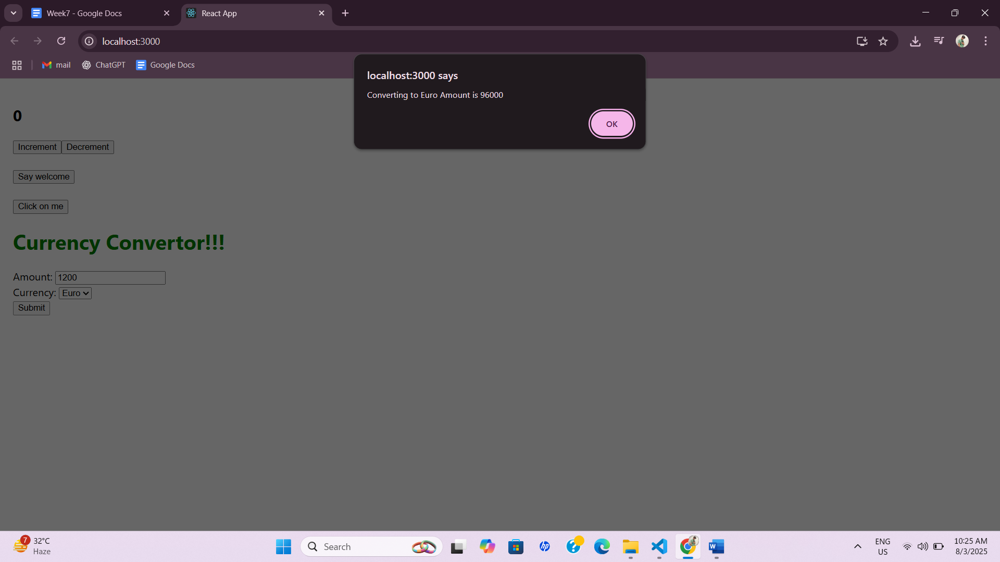 Week7 - Google Docs
React App
localhost:3000
mail
ChatGPT
Google Docs
localhost:3000 says
Converting to Euro Amount is 96000
OK
0
Increment
Decrement
Say welcome
Click on me
Currency Convertor!!!
Amount: 1200
Currency: Euro
Submit
7
32°C
Haze
Search
hp
?
W
ENG
US
10:25 AM
8/3/2025